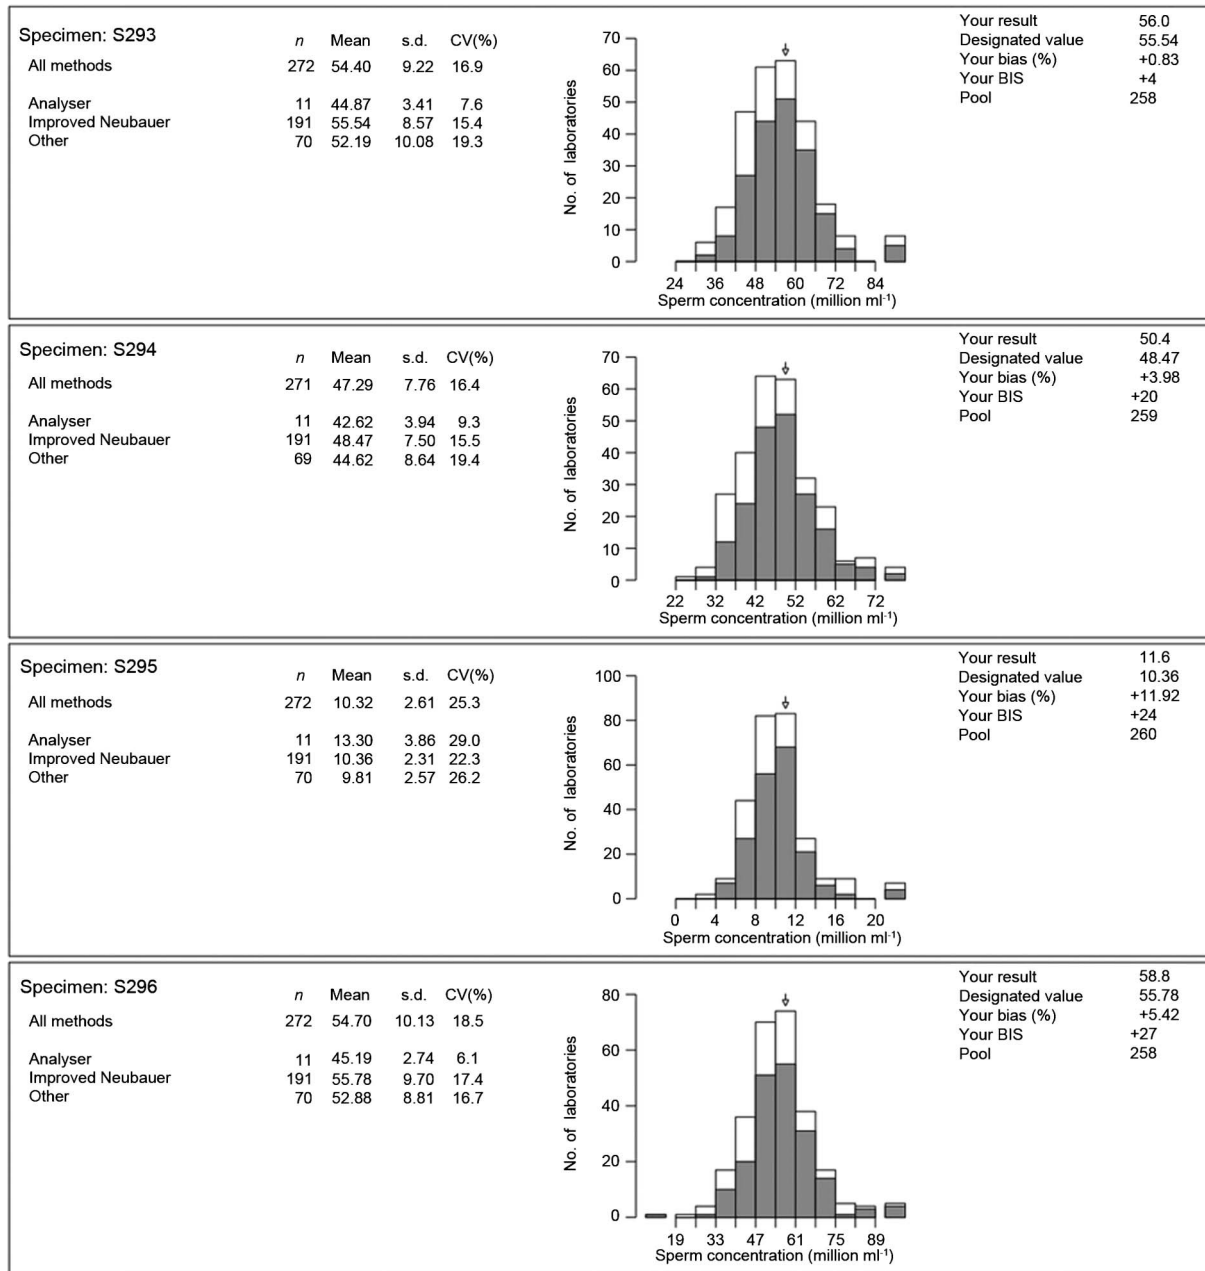 Specimen: S293
n Mean s.d. CV(%)
All methods 272 54.40 9.22 16.9
Analyser 11 44.87 3.41 7.6
Improved Neubauer 191 55.54 8.57 15.4
Other 70 52.19 10.08 19.3
No. of laboratories
70
60
50
40
30
20
10
0
24 36 48 60 72 84
Sperm concentration (million ml⁻¹)
Your result 56.0
Designated value 55.54
Your bias (%) +0.83
Your BIS +4
Pool 258
Specimen: S294
n Mean s.d. CV(%)
All methods 271 47.29 7.76 16.4
Analyser 11 42.62 3.94 9.3
Improved Neubauer 191 48.47 7.50 15.5
Other 69 44.62 8.64 19.4
No. of laboratories
70
60
50
40
30
20
10
0
22 32 42 52 62 72
Sperm concentration (million ml⁻¹)
Your result 50.4
Designated value 48.47
Your bias (%) +3.98
Your BIS +20
Pool 259
Specimen: S295
n Mean s.d. CV(%)
All methods 272 10.32 2.61 25.3
Analyser 11 13.30 3.86 29.0
Improved Neubauer 191 10.36 2.31 22.3
Other 70 9.81 2.57 26.2
No. of laboratories
100
80
60
40
20
0
0 4 8 12 16 20
Sperm concentration (million ml⁻¹)
Your result 11.6
Designated value 10.36
Your bias (%) +11.92
Your BIS +24
Pool 260
Specimen: S296
n Mean s.d. CV(%)
All methods 272 54.70 10.13 18.5
Analyser 11 45.19 2.74 6.1
Improved Neubauer 191 55.78 9.70 17.4
Other 70 52.88 8.81 16.7
No. of laboratories
80
60
40
20
0
19 33 47 61 75 89
Sperm concentration (million ml⁻¹)
Your result 58.8
Designated value 55.78
Your bias (%) +5.42
Your BIS +27
Pool 258